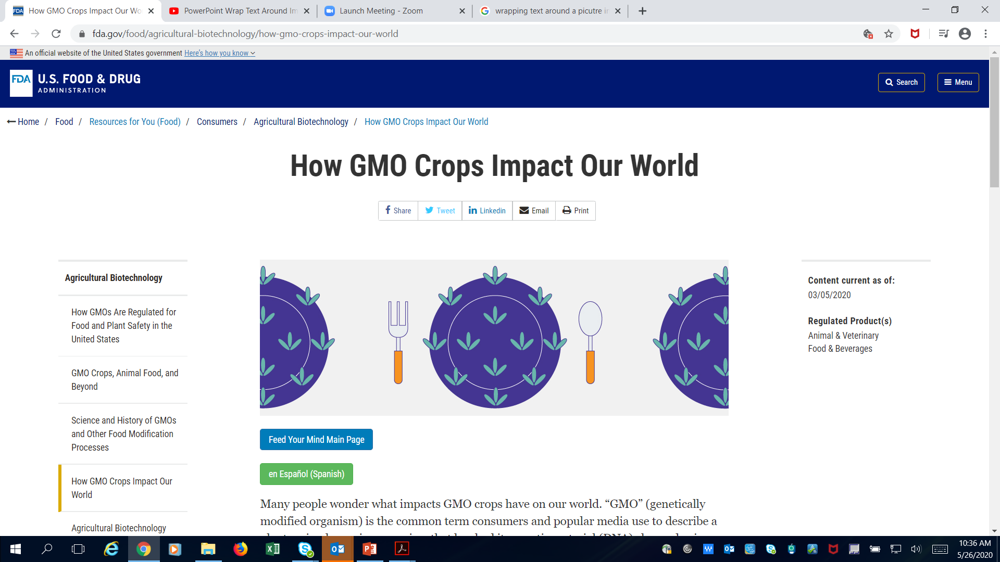 How GMO Crops Impact Our Wo
PowerPoint Wrap Text Around Im
Launch Meeting - Zoom
wrapping text around a picutre in
fda.gov/food/agricultural-biotechnology/how-gmo-crops-impact-our-world
An official website of the United States government Here's how you know
FDA U.S. FOOD & DRUG
ADMINISTRATION
Search
Menu
Home / Food / Resources for You (Food) / Consumers / Agricultural Biotechnology / How GMO Crops Impact Our World
How GMO Crops Impact Our World
Share Tweet Linkedin Email Print
Agricultural Biotechnology
How GMOs Are Regulated for
Food and Plant Safety in the
United States
GMO Crops, Animal Food, and
Beyond
Science and History of GMOs
and Other Food Modification
Processes
How GMO Crops Impact Our
World
Agricultural Biotechnology
Feed Your Mind Main Page
en Español (Spanish)
Many people wonder what impacts GMO crops have on our world. “GMO” (genetically
modified organism) is the common term consumers and popular media use to describe a
Content current as of:
03/05/2020
Regulated Product(s)
Animal & Veterinary
Food & Beverages
10:36 AM
5/26/2020